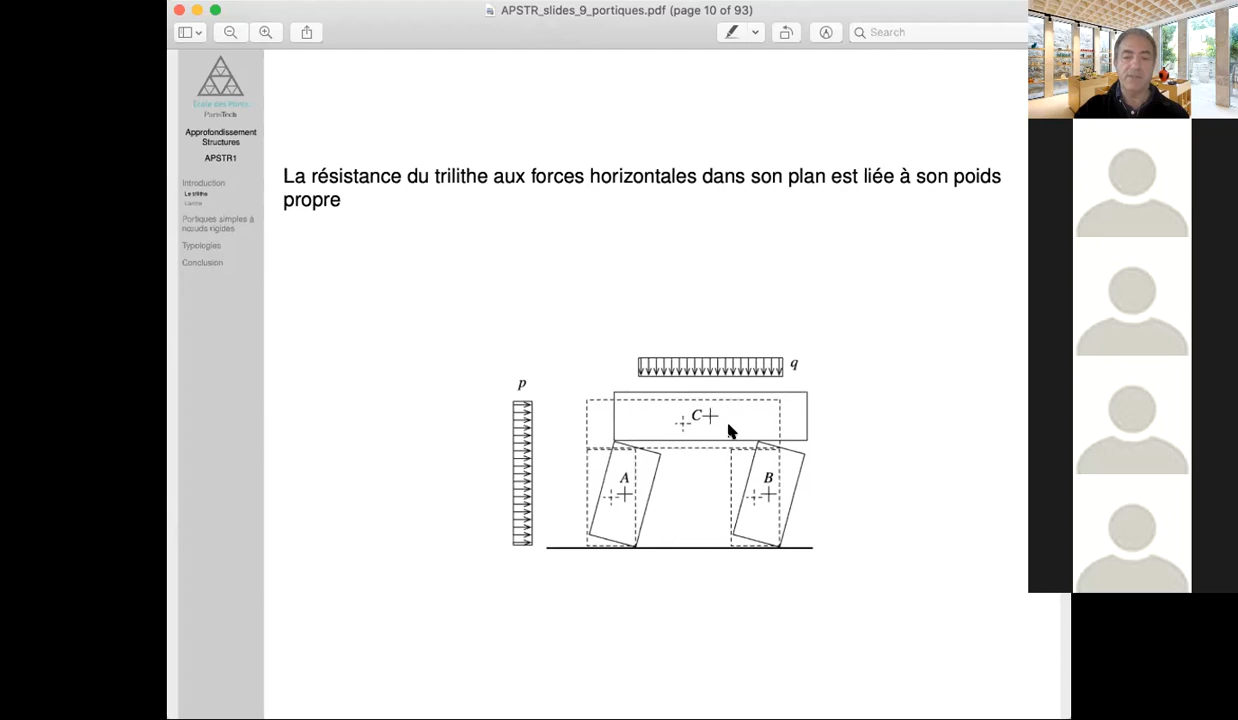 APSTR_slides_9_portiques.pdf (page 10 of 93)
Search
École des Ponts
ParisTech
Approfondissement
Structures
APSTR1
Introduction
Le trilithe
L'arche
Portiques simples à
nœuds rigides
Typologies
Conclusion
La résistance du trilithe aux forces horizontales dans son plan est liée à son poids
propre
q
p
C
A
B